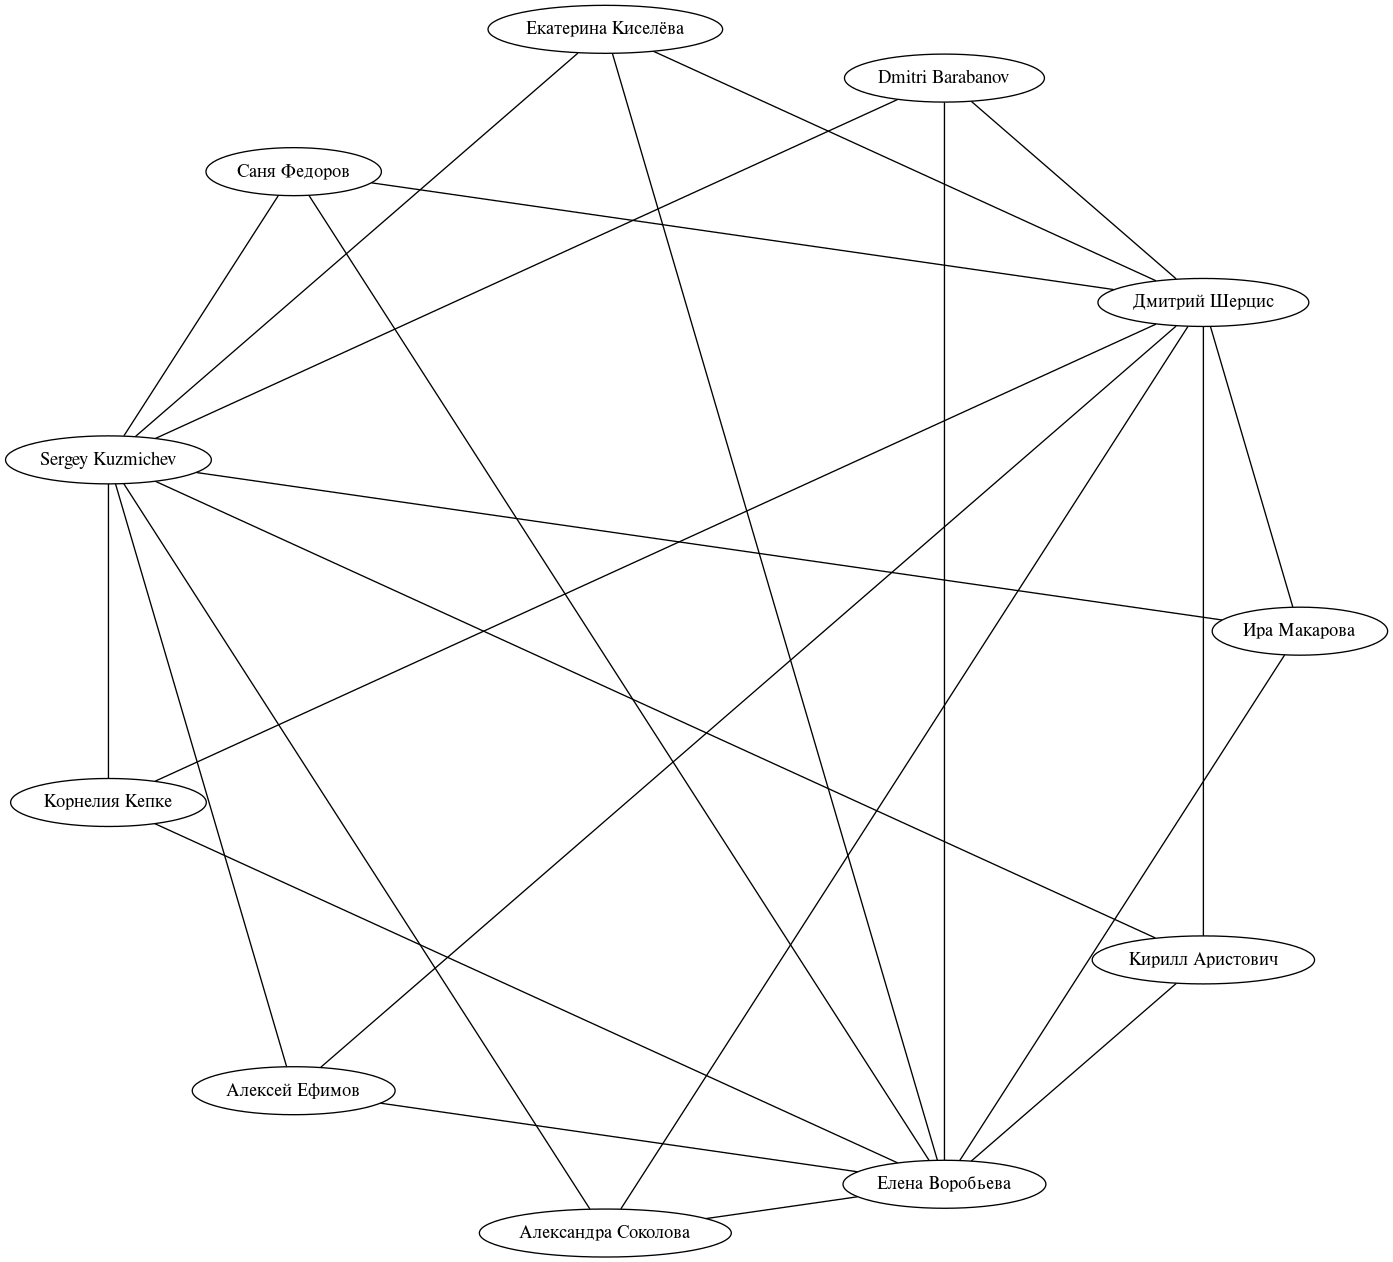 Екатерина Киселёва
Dmitri Barabanov
Саня Федоров
Дмитрий Шерцис
Sergey Kuzmichev
Ира Макарова
Корнелия Кепке
Кирилл Аристович
Алексей Ефимов
Елена Воробьева
Александра Соколова